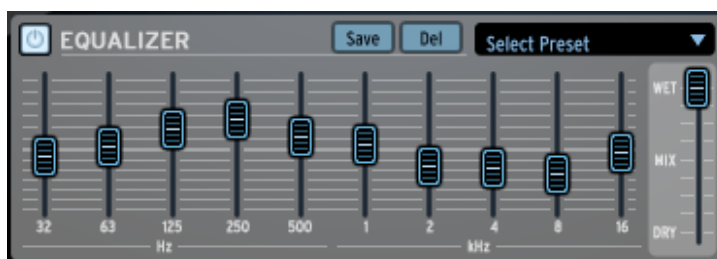 EQUALIZER Save Del Select Preset
WET
MIX
32 63 125 250 500 1 2 4 8 16 DRY
Hz kHz